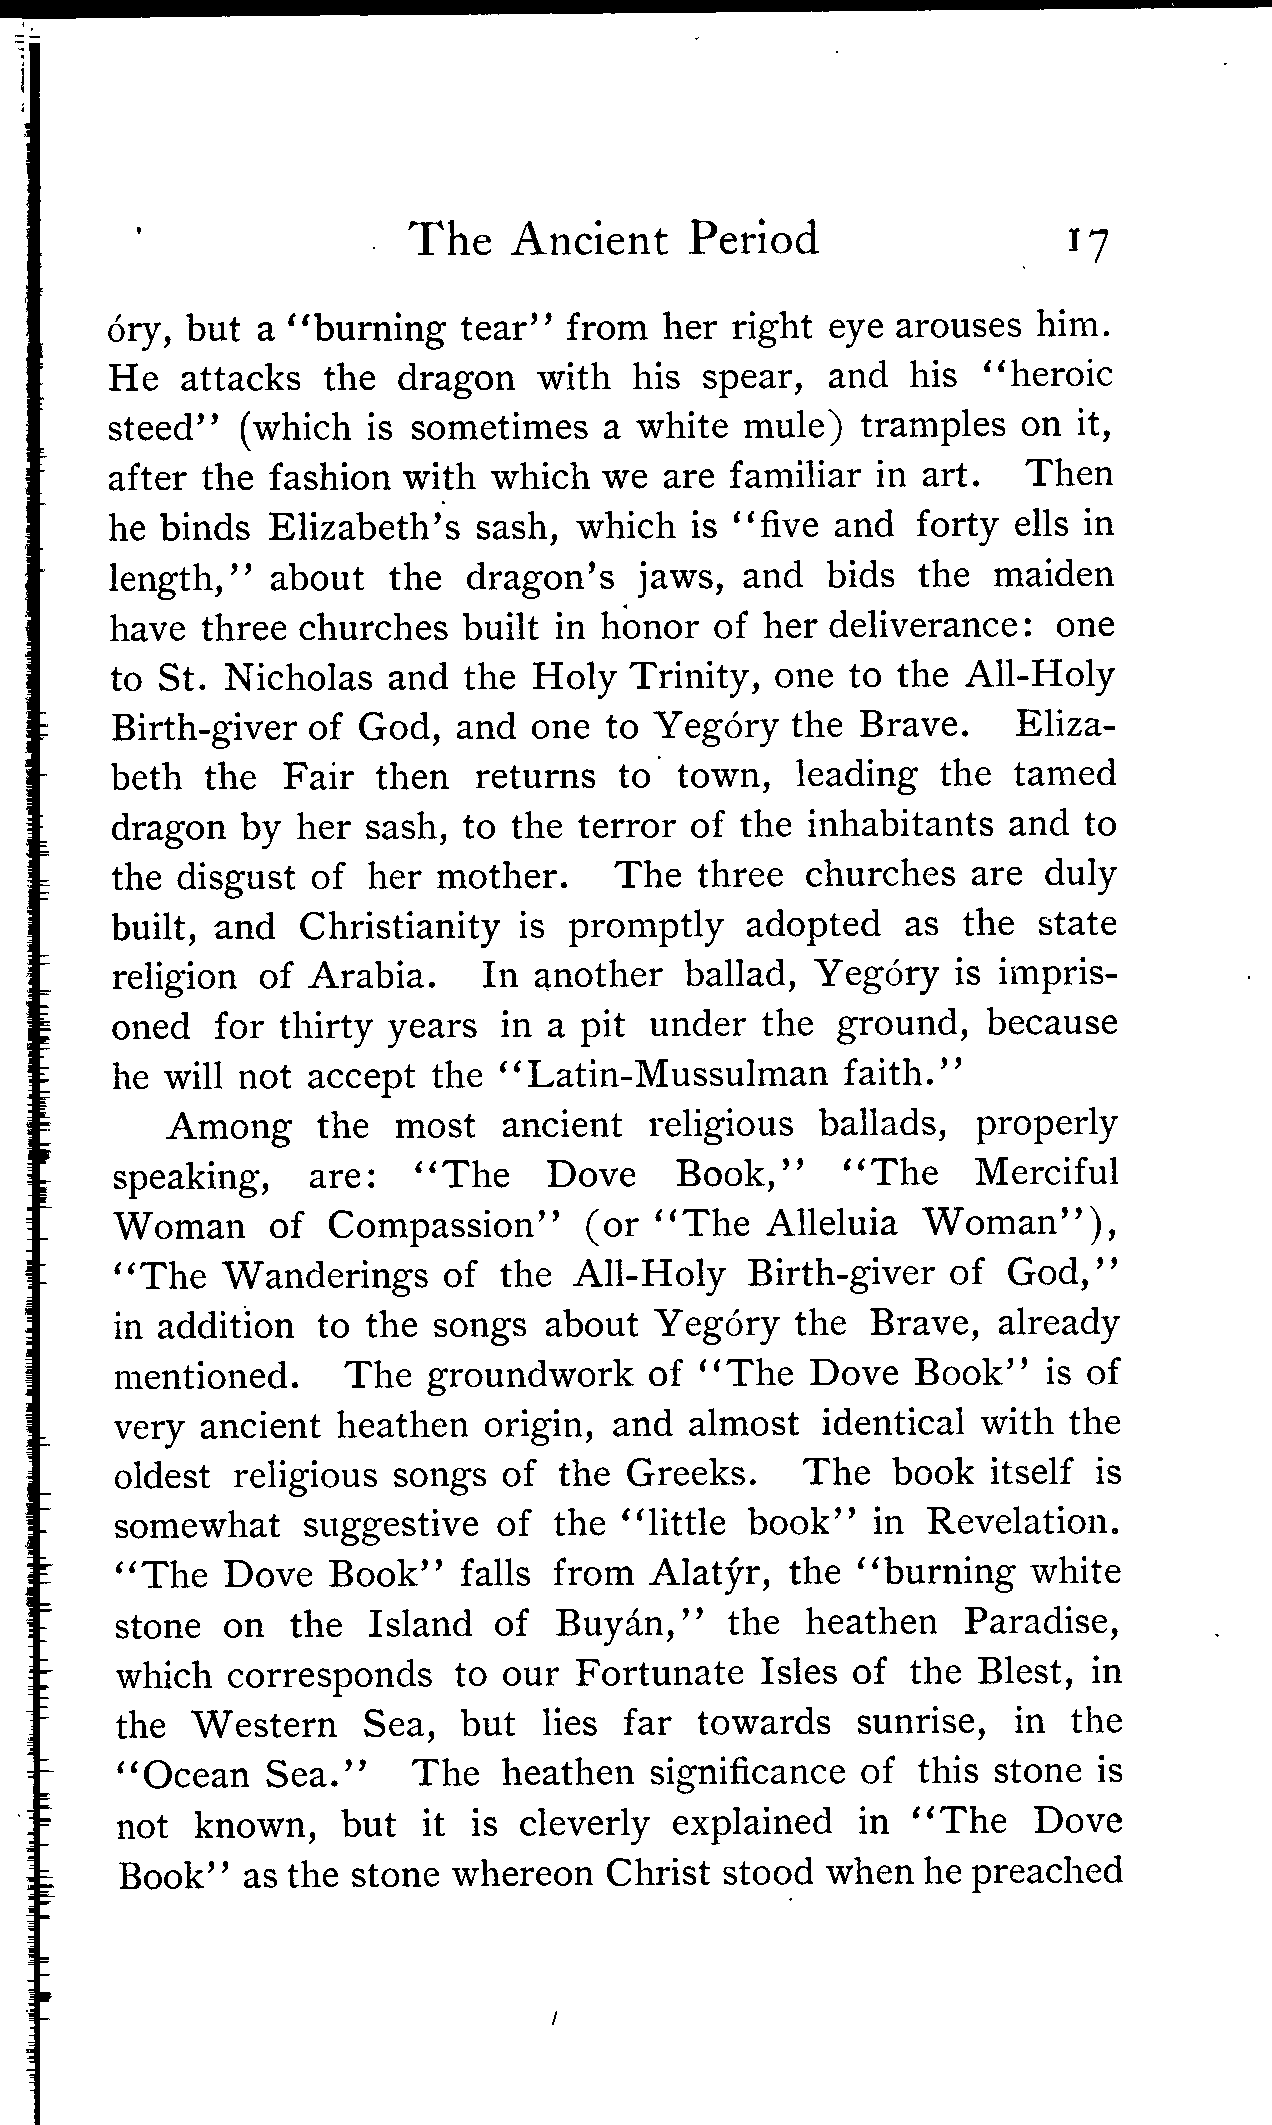 The Ancient Period 17
óry, but a "burning tear" from her right eye arouses him.
He attacks the dragon with his spear, and his "heroic
steed" (which is sometimes a white mule) tramples on it,
after the fashion with which we are familiar in art. Then
he binds Elizabeth's sash, which is "five and forty ells in
length," about the dragon's jaws, and bids the maiden
have three churches built in honor of her deliverance: one
to St. Nicholas and the Holy Trinity, one to the All-Holy
Birth-giver of God, and one to Yegóry the Brave. Eliza-
beth the Fair then returns to town, leading the tamed
dragon by her sash, to the terror of the inhabitants and to
the disgust of her mother. The three churches are duly
built, and Christianity is promptly adopted as the state
religion of Arabia. In another ballad, Yegóry is impris-
oned for thirty years in a pit under the ground, because
he will not accept the "Latin-Mussulman faith."
Among the most ancient religious ballads, properly
speaking, are: "The Dove Book," "The Merciful
Woman of Compassion" (or "The Alleluia Woman"),
"The Wanderings of the All-Holy Birth-giver of God,"
in addition to the songs about Yegóry the Brave, already
mentioned. The groundwork of "The Dove Book" is of
very ancient heathen origin, and almost identical with the
oldest religious songs of the Greeks. The book itself is
somewhat suggestive of the "little book" in Revelation.
"The Dove Book" falls from Alatýr, the "burning white
stone on the Island of Buyán," the heathen Paradise,
which corresponds to our Fortunate Isles of the Blest, in
the Western Sea, but lies far towards sunrise, in the
"Ocean Sea." The heathen significance of this stone is
not known, but it is cleverly explained in "The Dove
Book" as the stone whereon Christ stood when he preached